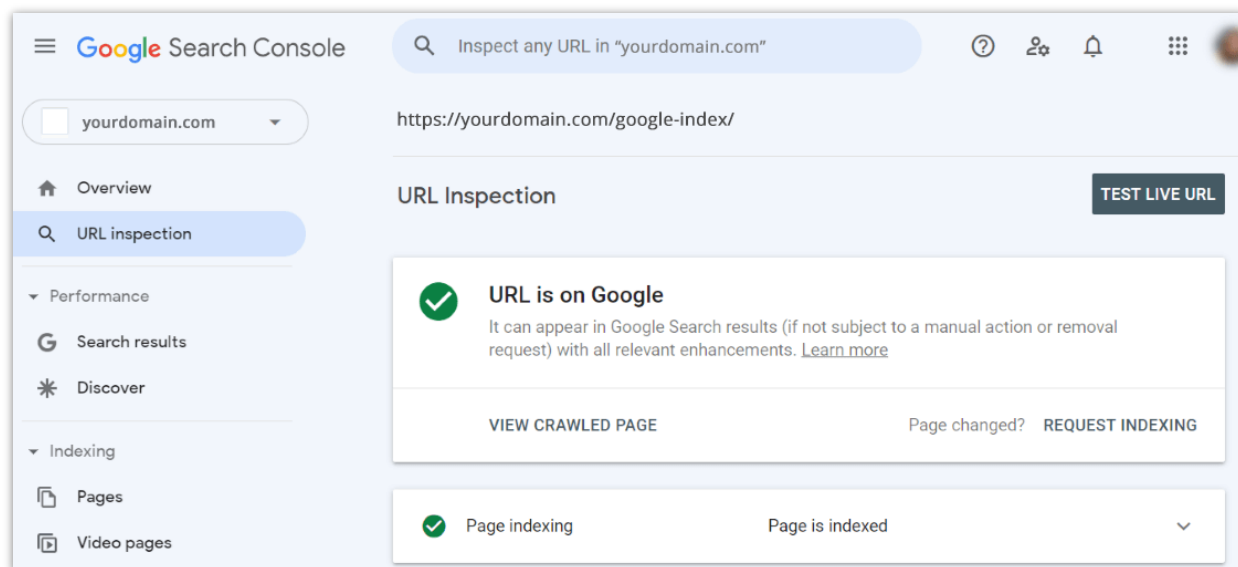 Google Search Console
Inspect any URL in “yourdomain.com”
yourdomain.com
https://yourdomain.com/google-index/
Overview
URL inspection
Performance
Search results
Discover
Indexing
Pages
Video pages
URL Inspection
TEST LIVE URL
URL is on Google
It can appear in Google Search results (if not subject to a manual action or removal
request) with all relevant enhancements. Learn more
VIEW CRAWLED PAGE
Page changed? REQUEST INDEXING
Page indexing Page is indexed